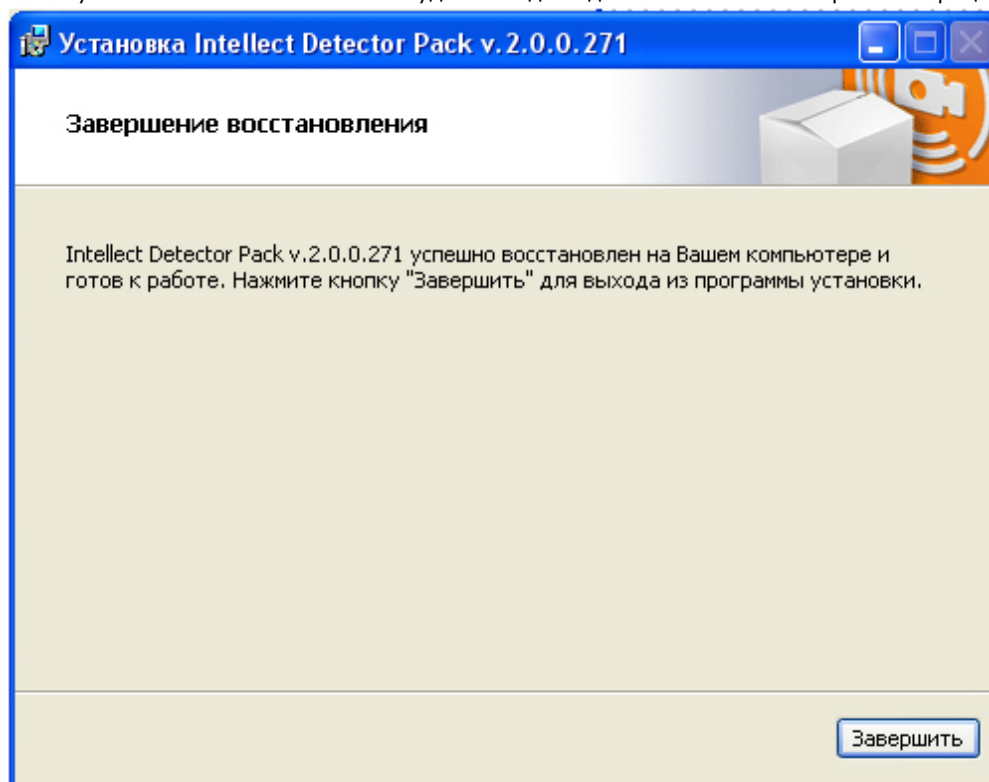 Установка Intellect Detector Pack v.2.0.0.271
Завершение восстановления
Intellect Detector Pack v.2.0.0.271 успешно восстановлен на Вашем компьютере и
готов к работе. Нажмите кнопку "Завершить" для выхода из программы установки.
Завершить